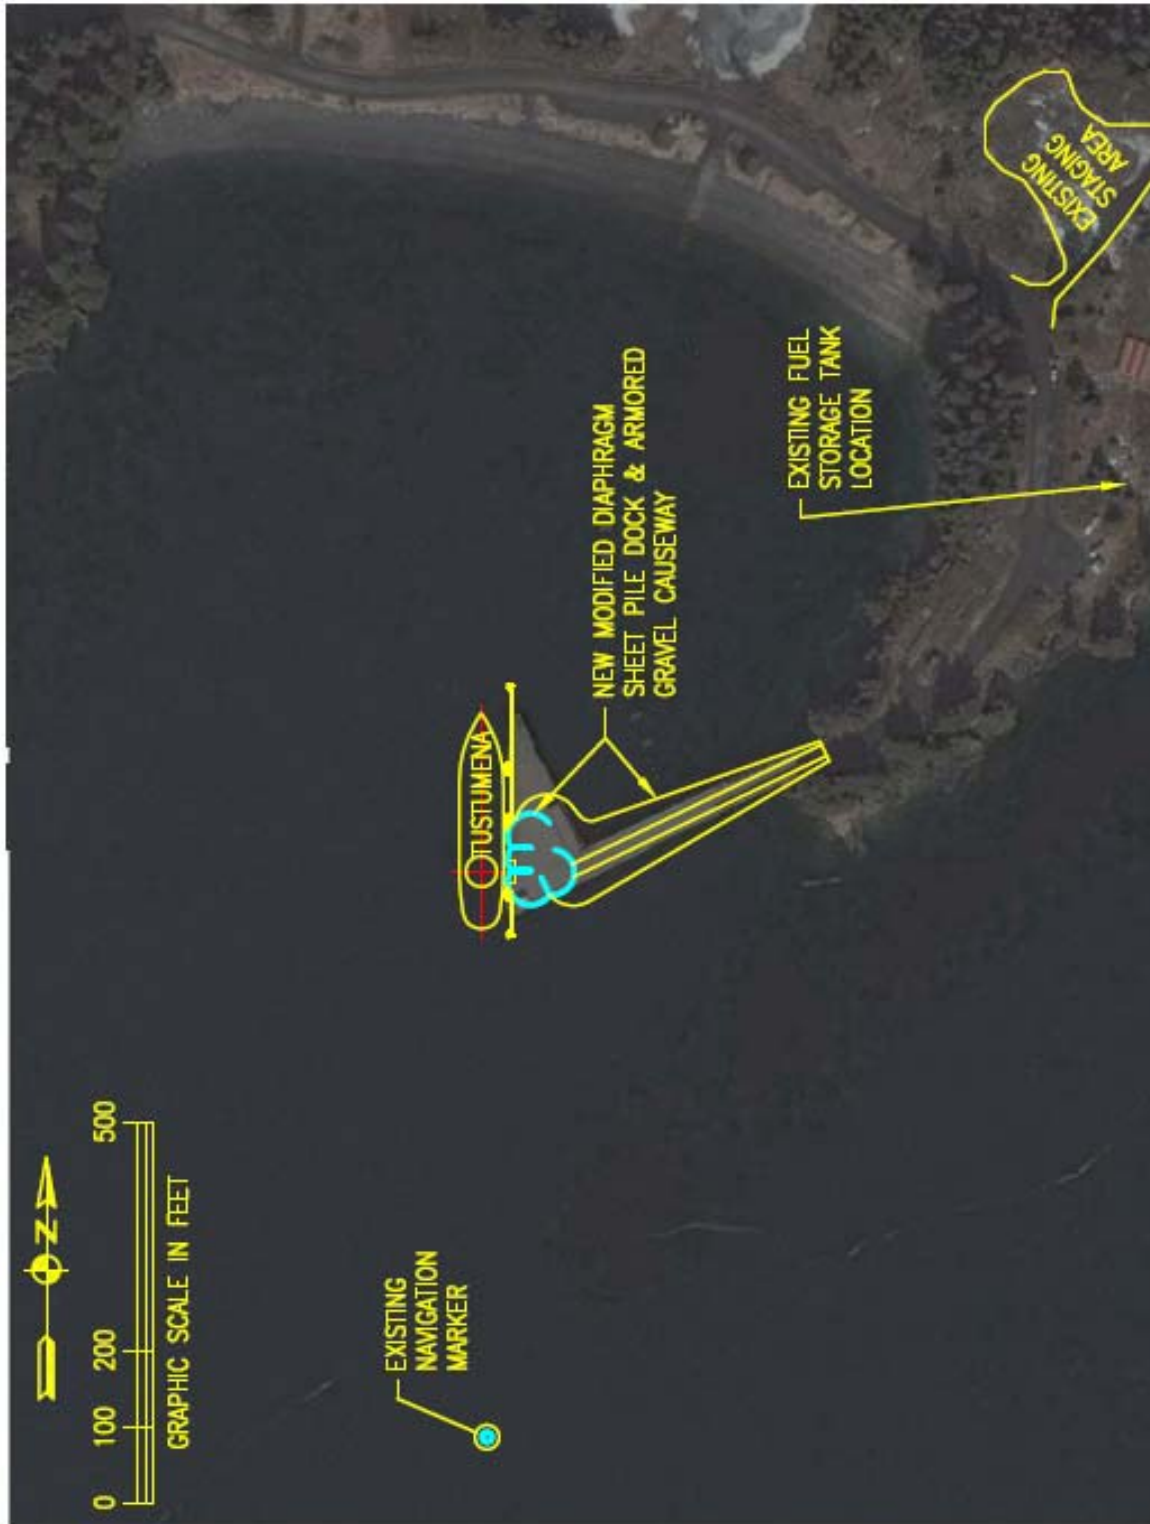 N
0 100 200 500
GRAPHIC SCALE IN FEET
EXISTING
NAVIGATION
MARKER
TUSTUMENA
NEW MODIFIED DIAPHRAGM
SHEET PILE DOCK & ARMORED
GRAVEL CAUSEWAY
EXISTING FUEL
STORAGE TANK
LOCATION
EXISTING
STAGING
AREA